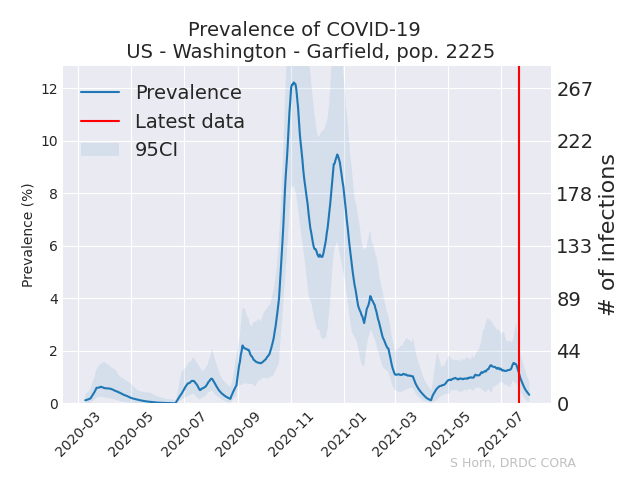 Prevalence of COVID-19
US - Washington - Garfield, pop. 2225
Prevalence
Latest data
95CI
Prevalence (%)
12
10
8
6
4
2
0
267
222
178
133
89
44
0
# of infections
2020-03
2020-05
2020-07
2020-09
2020-11
2021-01
2021-03
2021-05
2021-07
S Horn, DRDC CORA